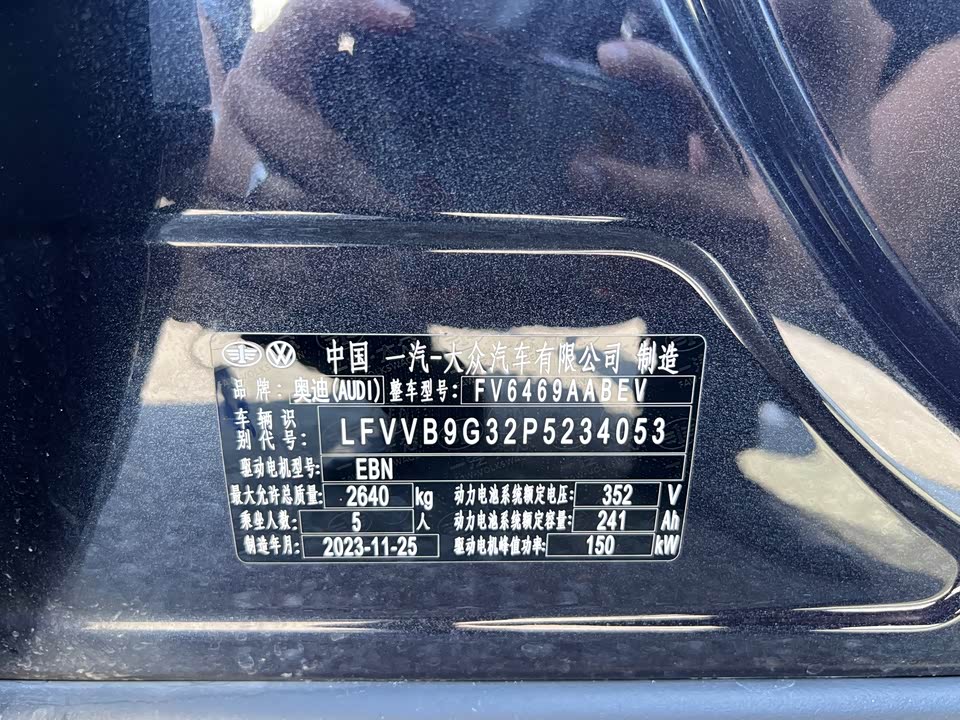 中国 一汽-大众汽车有限公司 制造
品牌: 奥迪(AUDI) 整车型号: FV6469AABEV
车辆识别代号: LFVVB9G32P5234053
驱动电机型号: EBN
最大允许总质量: 2640 kg 动力电池系统额定电压: 352 V
乘坐人数: 5 人 动力电池系统额定容量: 241 Ah
制造年月: 2023-11-25 驱动电机峰值功率: 150 kW